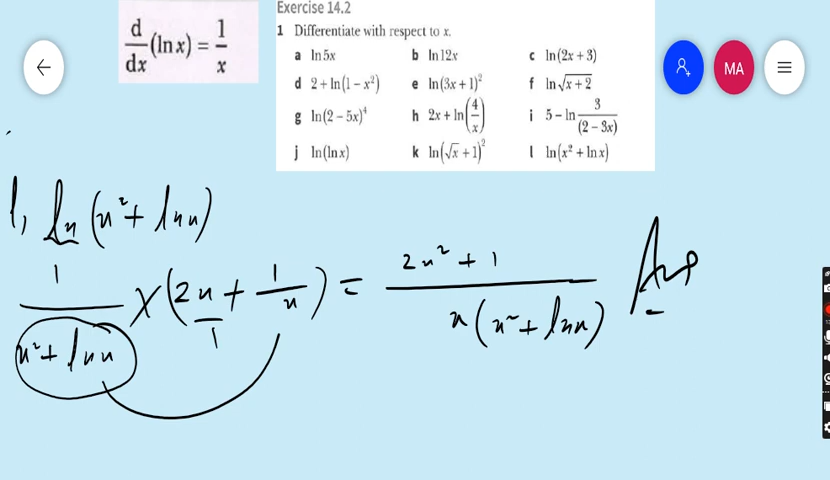 d/dx (ln x) = 1/x
Exercise 14.2
1 Differentiate with respect to x.
a ln 5x b ln 12x c ln(2x + 3)
d 2 + ln(1 − x²) e ln(3x + 1)² f ln√(x + 2)
g ln(2 − 5x)⁴ h 2x + ln(4/x) i 5 − ln 3/(2 − 3x)
j ln(ln x) k ln(√x + 1)² l ln(x² + ln x)
MA
l, ln (x² + ln x)
1/(x² + ln x) × (2x/1 + 1/x) = (2x² + 1)/(x(x² + ln x)) Ans